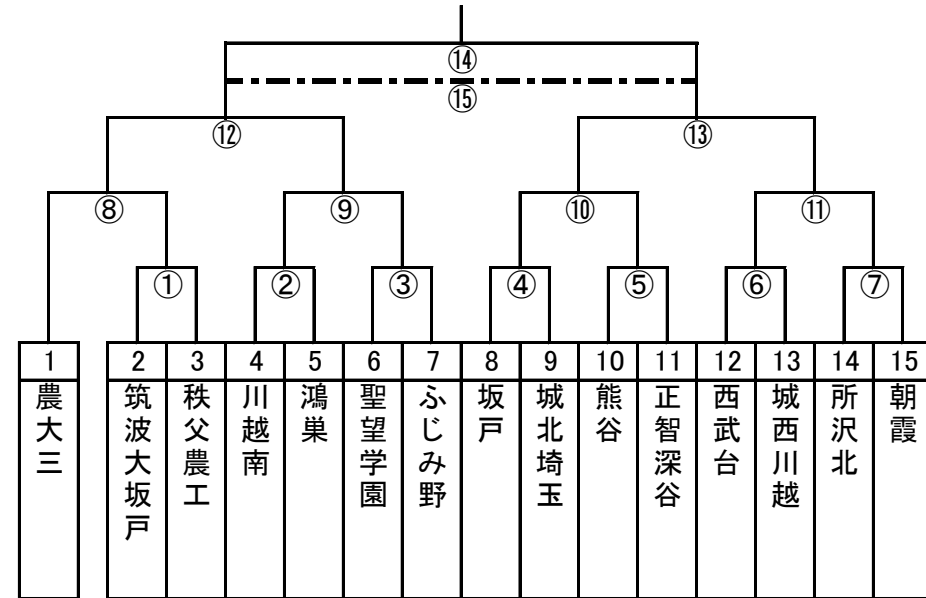 ⑭
⑮
⑫ ⑬
⑧ ⑨ ⑩ ⑪
① ② ③ ④ ⑤ ⑥ ⑦
1 2 3 4 5 6 7 8 9 10 11 12 13 14 15
農大三
筑波大坂戸
秩父農工
川越南
鴻巣
聖望学園
ふじみ野
坂戸
城北埼玉
熊谷
正智深谷
西武台
城西川越
所沢北
朝霞